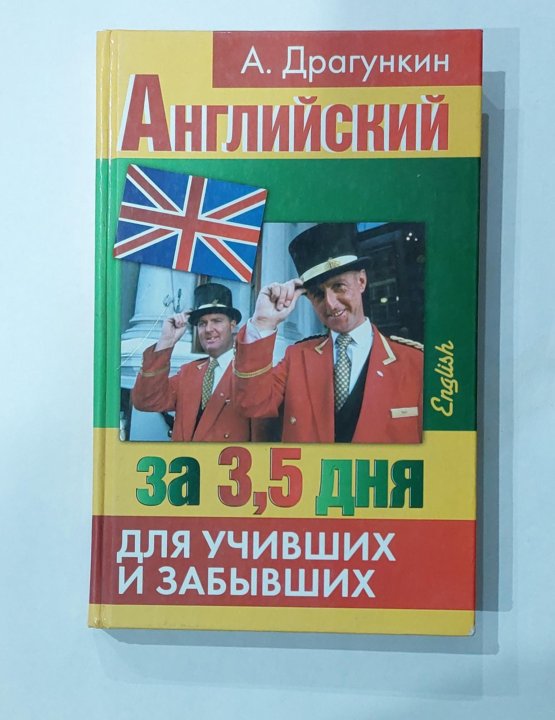 А. Драгункин
Английский
English
за 3,5 дня
ДЛЯ УЧИВШИХ
И ЗАБЫВШИХ